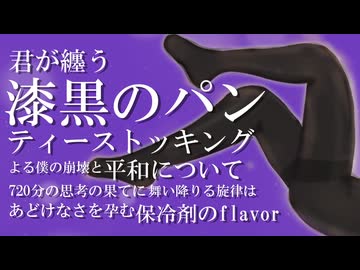 君が纏う
漆黒のパン
ティーストッキング
よる僕の崩壊と平和について
720分の思考の果てに舞い降りる旋律は
あどけなさを孕む保冷剤のflavor